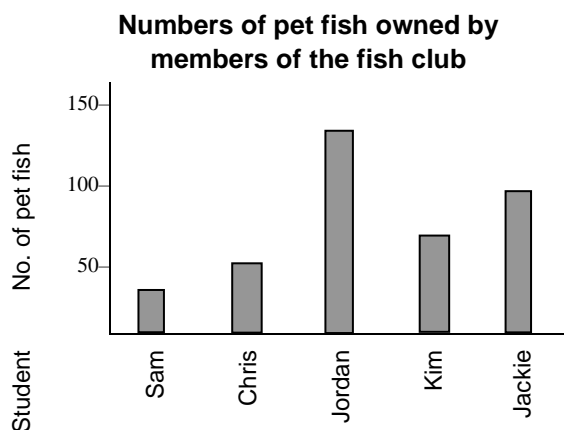 Numbers of pet fish owned by
members of the fish club
No. of pet fish
150
100
50
Student
Sam
Chris
Jordan
Kim
Jackie